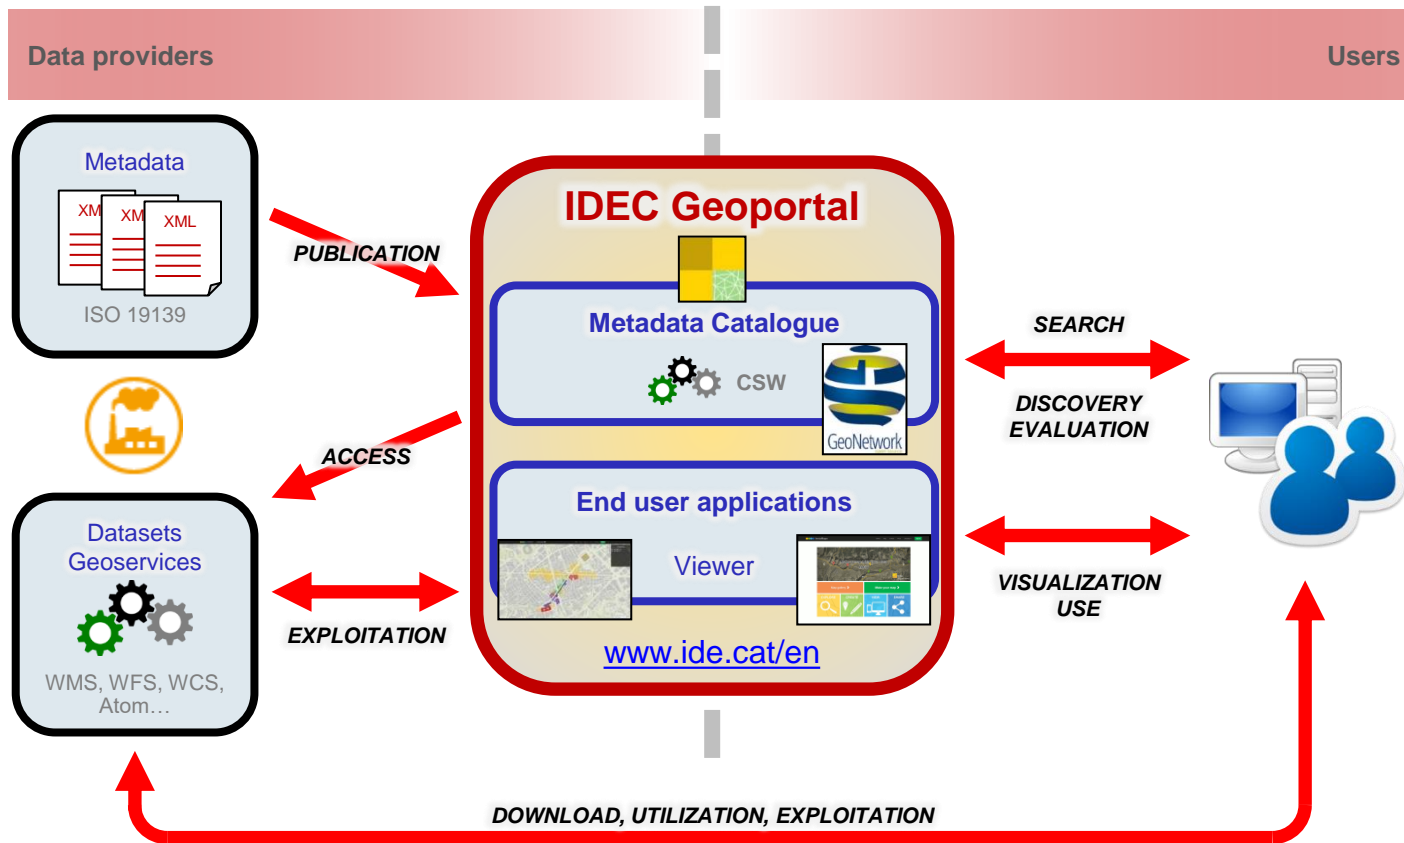 Data providers
Users
Metadata
XM
XM
XML
ISO 19139
PUBLICATION
IDEC Geoportal
Metadata Catalogue
CSW
GeoNetwork
SEARCH
DISCOVERY
EVALUATION
ACCESS
Datasets
Geoservices
WMS, WFS, WCS,
Atom…
EXPLOITATION
End user applications
Viewer
www.ide.cat/en
VISUALIZATION
USE
DOWNLOAD, UTILIZATION, EXPLOITATION